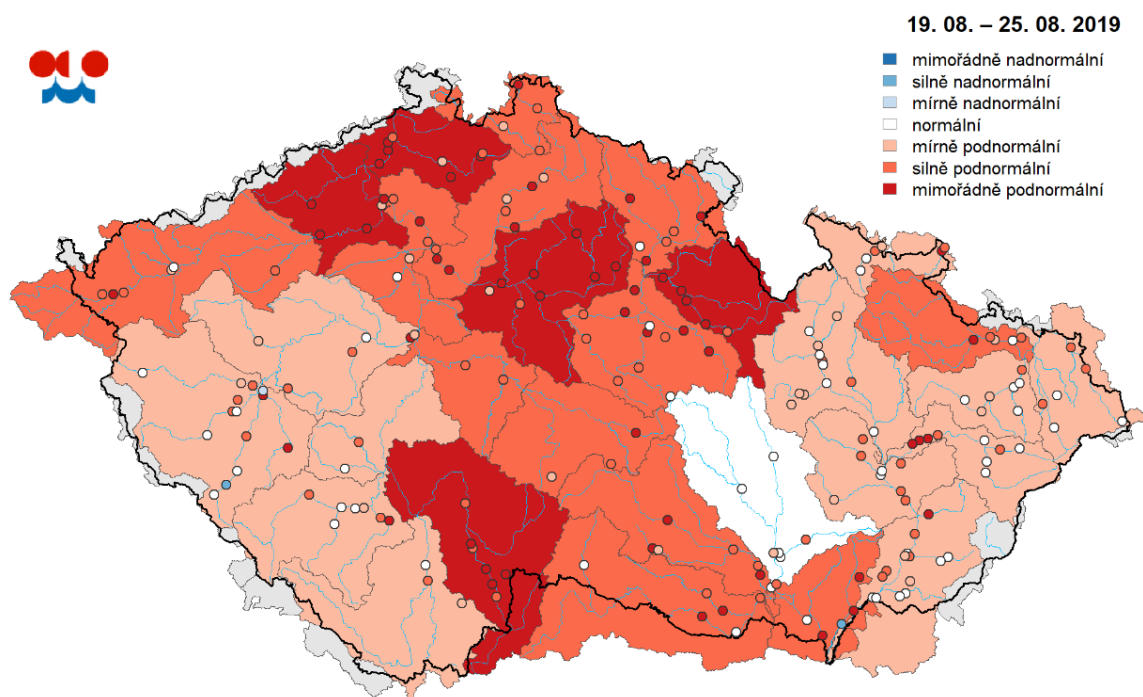 19. 08. – 25. 08. 2019
mimořádně nadnormální
silně nadnormální
mírně nadnormální
normální
mírně podnormální
silně podnormální
mimořádně podnormální